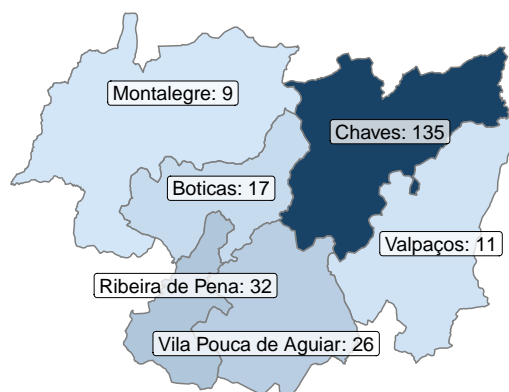 Montalegre: 9
Chaves: 135
Boticas: 17
Valpaços: 11
Ribeira de Pena: 32
Vila Pouca de Aguiar: 26